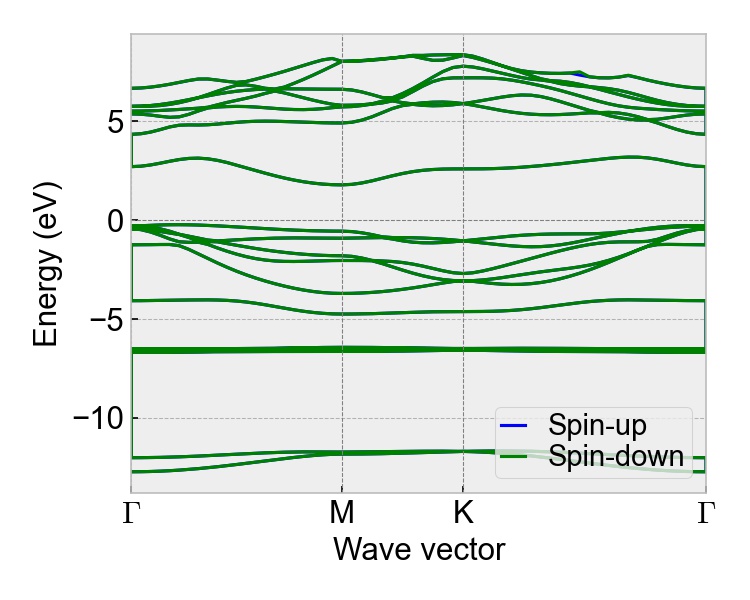 5
0
−5
−10
Energy (eV)
Spin-up
Spin-down
Γ M K Γ
Wave vector